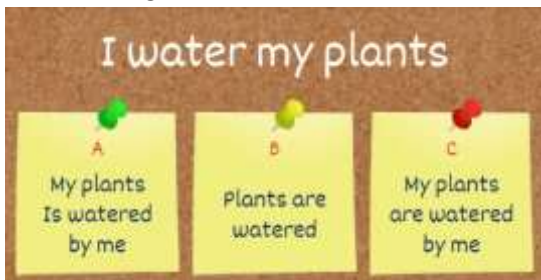 I water my plants
A
My plants
Is watered
by me
B
Plants are
watered
C
My plants
are watered
by me